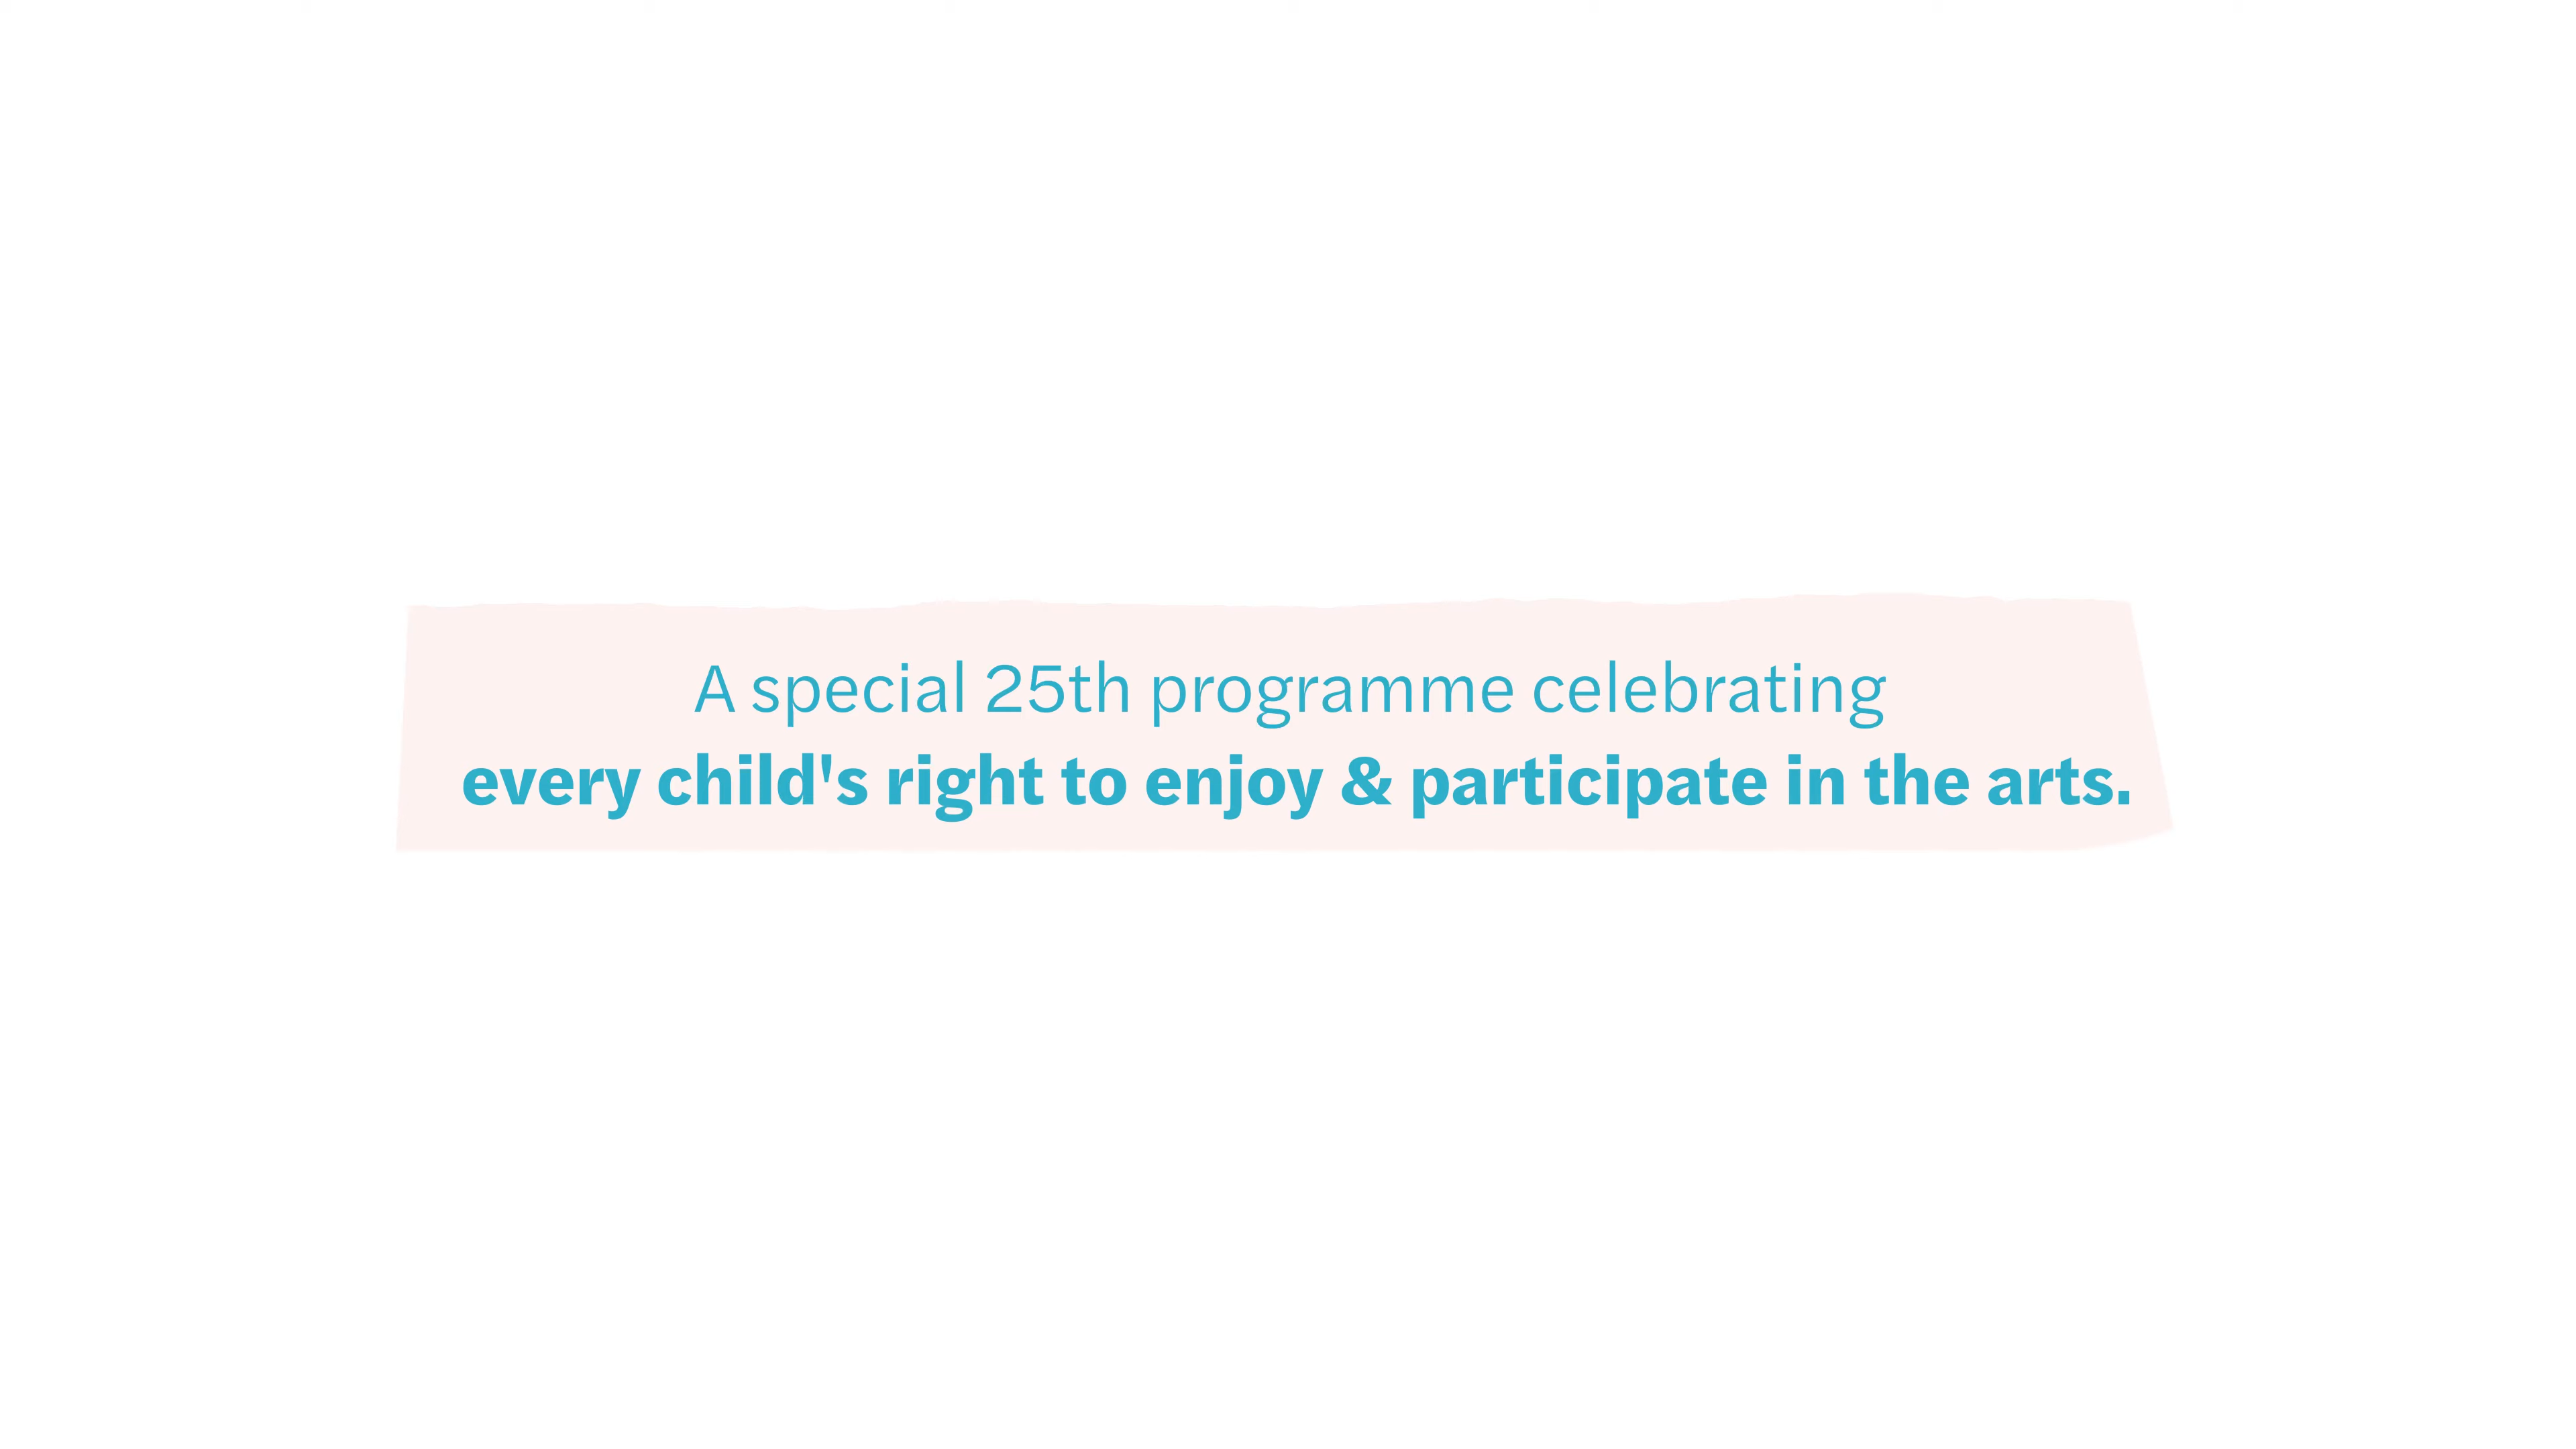 A special 25th programme celebrating
every child's right to enjoy & participate in the arts.